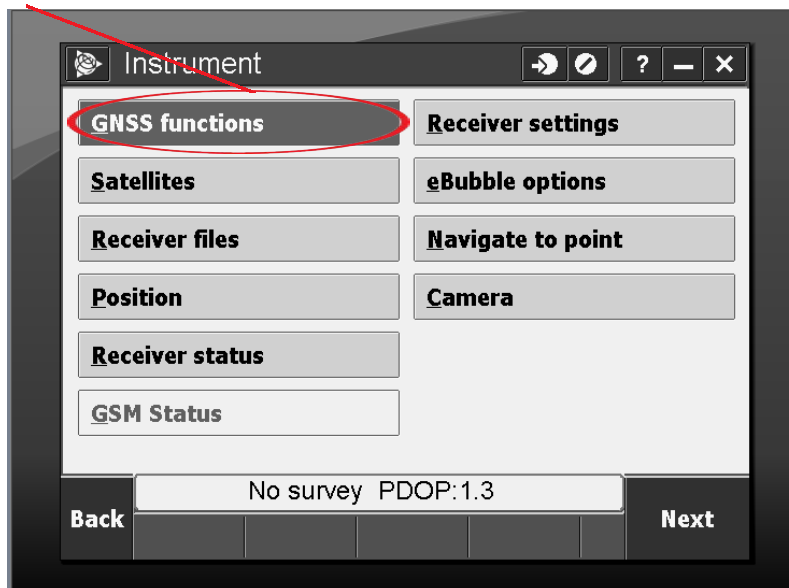 Instrument
?
GNSS functions
Receiver settings
Satellites
eBubble options
Receiver files
Navigate to point
Position
Camera
Receiver status
GSM Status
No survey PDOP:1.3
Back
Next